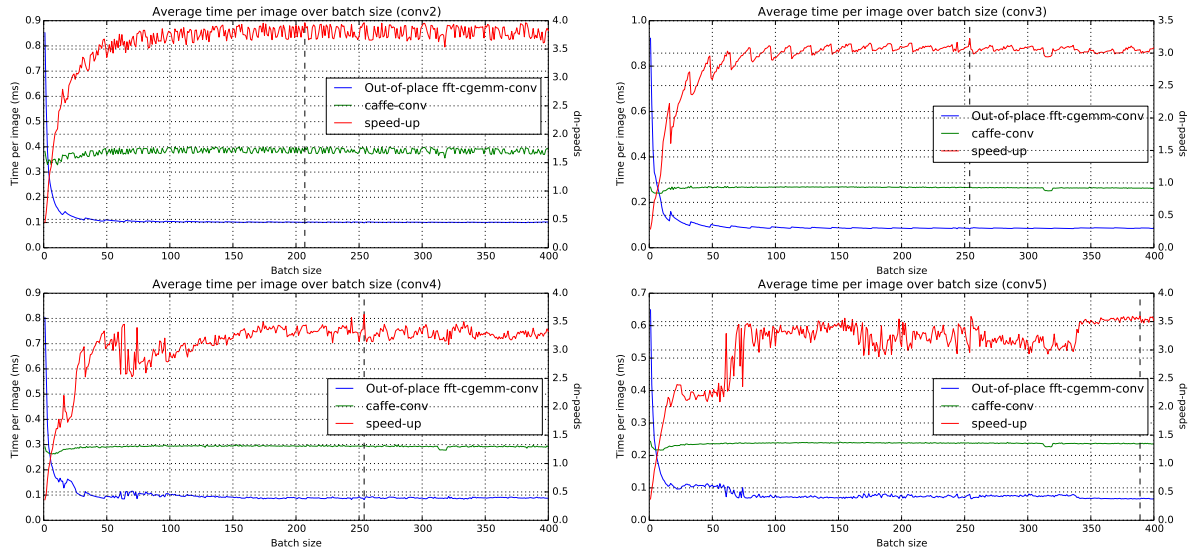 Average time per image over batch size (conv2)
0.9
0.8
0.7
0.6
0.5
0.4
0.3
0.2
0.1
0.0
Time per image (ms)
4.0
3.5
3.0
2.5
2.0
1.5
1.0
0.5
0.0
speed-up
Out-of-place fft-cgemm-conv
caffe-conv
speed-up
0 50 100 150 200 250 300 350 400
Batch size
Average time per image over batch size (conv3)
1.0
0.8
0.6
0.4
0.2
0.0
Time per image (ms)
3.5
3.0
2.5
2.0
1.5
1.0
0.5
0.0
speed-up
Out-of-place fft-cgemm-conv
caffe-conv
speed-up
0 50 100 150 200 250 300 350 400
Batch size
Average time per image over batch size (conv4)
0.9
0.8
0.7
0.6
0.5
0.4
0.3
0.2
0.1
0.0
Time per image (ms)
4.0
3.5
3.0
2.5
2.0
1.5
1.0
0.5
0.0
speed-up
Out-of-place fft-cgemm-conv
caffe-conv
speed-up
0 50 100 150 200 250 300 350 400
Batch size
Average time per image over batch size (conv5)
0.7
0.6
0.5
0.4
0.3
0.2
0.1
0.0
Time per image (ms)
4.0
3.5
3.0
2.5
2.0
1.5
1.0
0.5
0.0
speed-up
Out-of-place fft-cgemm-conv
caffe-conv
speed-up
0 50 100 150 200 250 300 350 400
Batch size